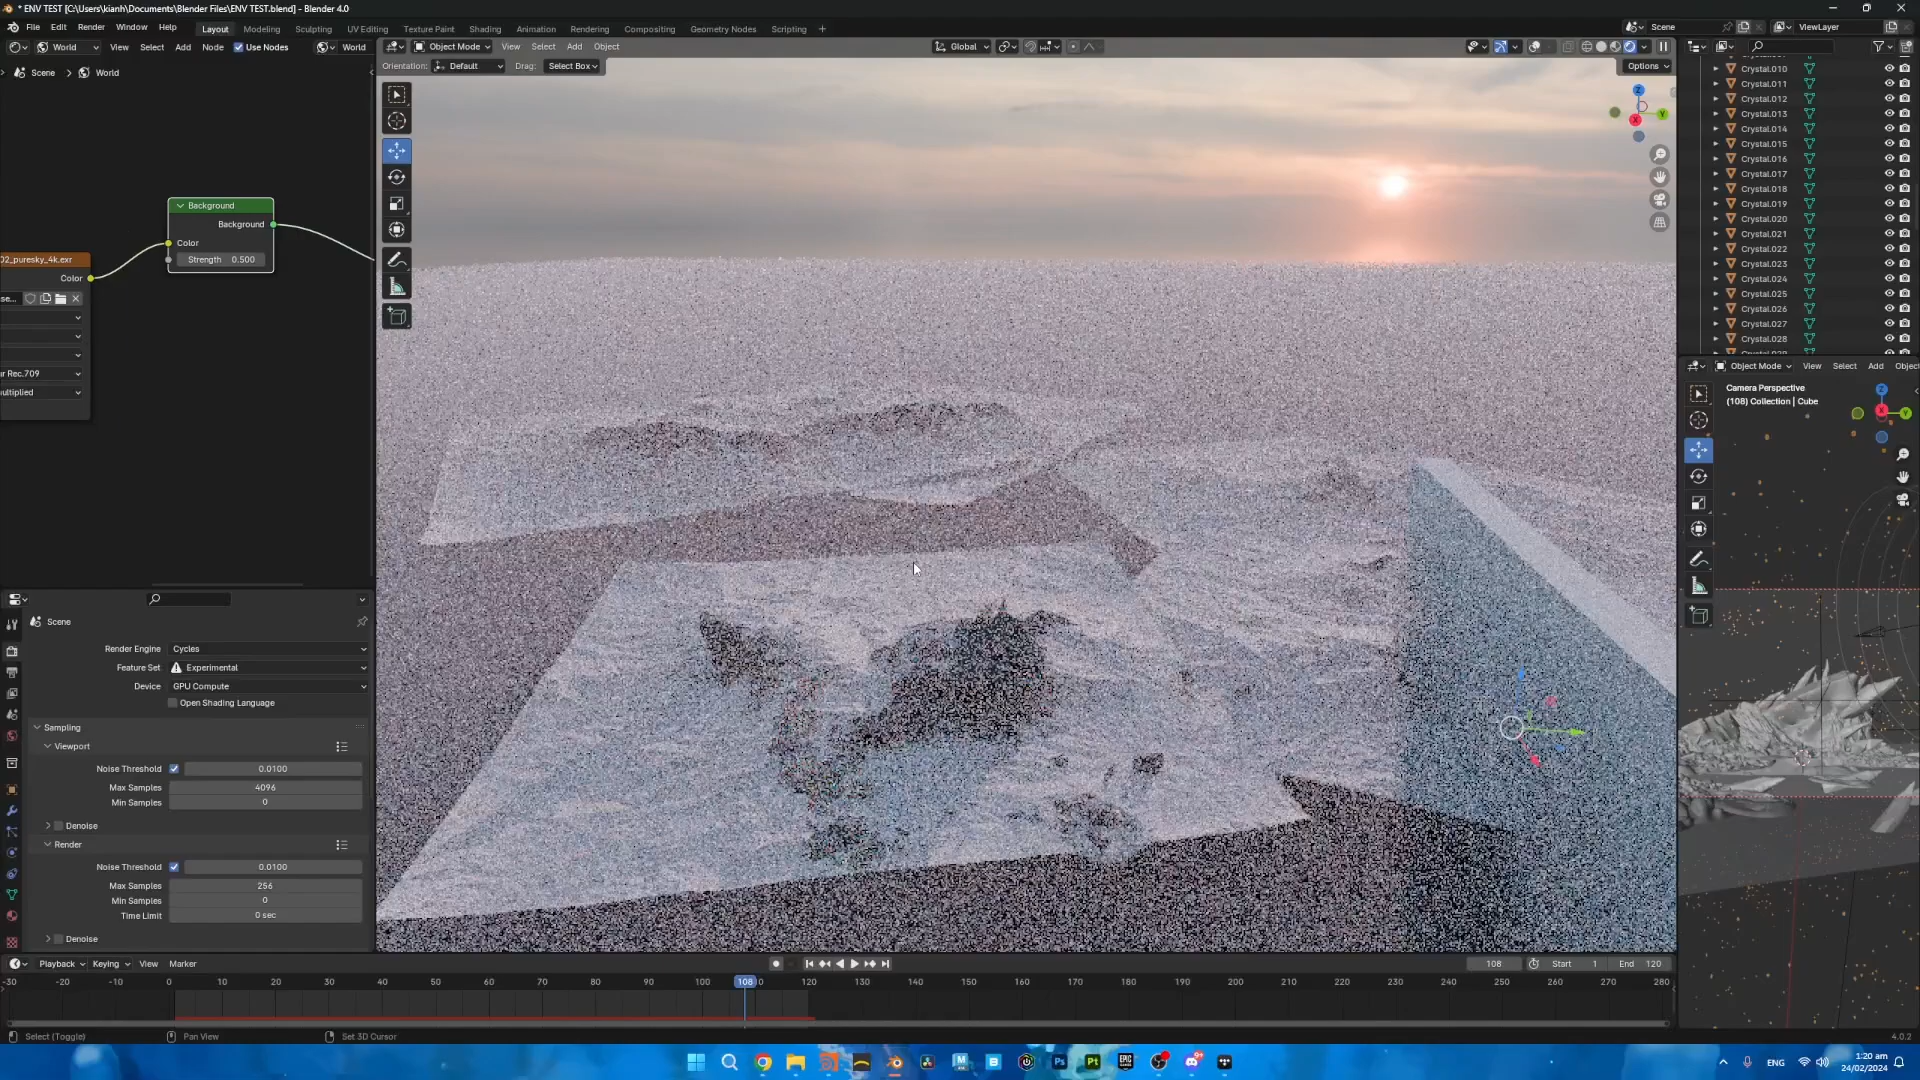 * ENV TEST [C:\Users\kianh\Documents\Blender Files\ENV TEST.blend] - Blender 4.0
File Edit Render Window Help Layout Modeling Sculpting UV Editing Texture Paint Shading Animation Rendering Compositing Geometry Nodes Scripting + Scene ViewLayer
World View Select Add Node Use Nodes World Object Mode View Select Add Object Global
Orientation: Default Drag: Select Box Options
Scene > World
Crystal.010
Crystal.011
Crystal.012
Crystal.013
Crystal.014
Crystal.015
Crystal.016
Crystal.017
Crystal.018
Crystal.019
Crystal.020
Crystal.021
Crystal.022
Crystal.023
Crystal.024
Crystal.025
Crystal.026
Crystal.027
Crystal.028
Z
Y
X
Background
Background
Color
Strength 0.500
02_puresky_4k.exr
Color
se...
r Rec.709
ultiplied
Object Mode View Select Add Object
Camera Perspective
(108) Collection | Cube
Z
X
Y
Scene
Render Engine Cycles
Feature Set Experimental
Device GPU Compute
Open Shading Language
Sampling
Viewport
Noise Threshold 0.0100
Max Samples 4096
Min Samples 0
Denoise
Render
Noise Threshold 0.0100
Max Samples 256
Min Samples 0
Time Limit 0 sec
Denoise
Playback Keying View Marker 108 Start 1 End 120
-30 -20 -10 0 10 20 30 40 50 60 70 80 90 100 108 0 120 130 140 150 160 170 180 190 200 210 220 230 240 250 260 270 280
Select (Toggle) Pan View Set 3D Cursor 4.0.2
Ps Pt EPIC GAMES ENG 1:20 am
24/02/2024